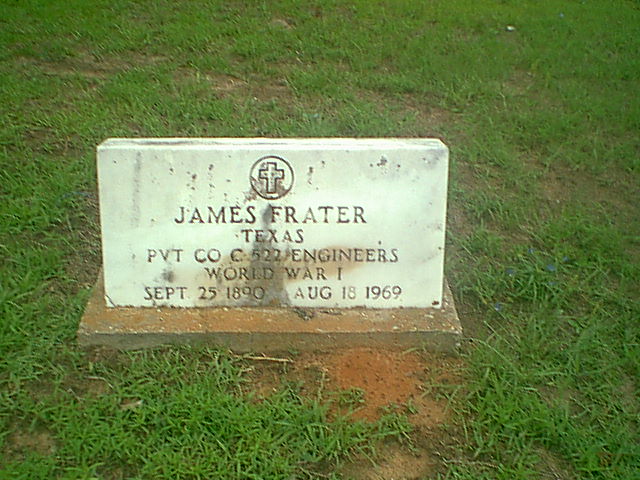 JAMES FRATER
TEXAS
PVT CO C 522 ENGINEERS
WORLD WAR I
SEPT 25 1890 AUG 18 1969